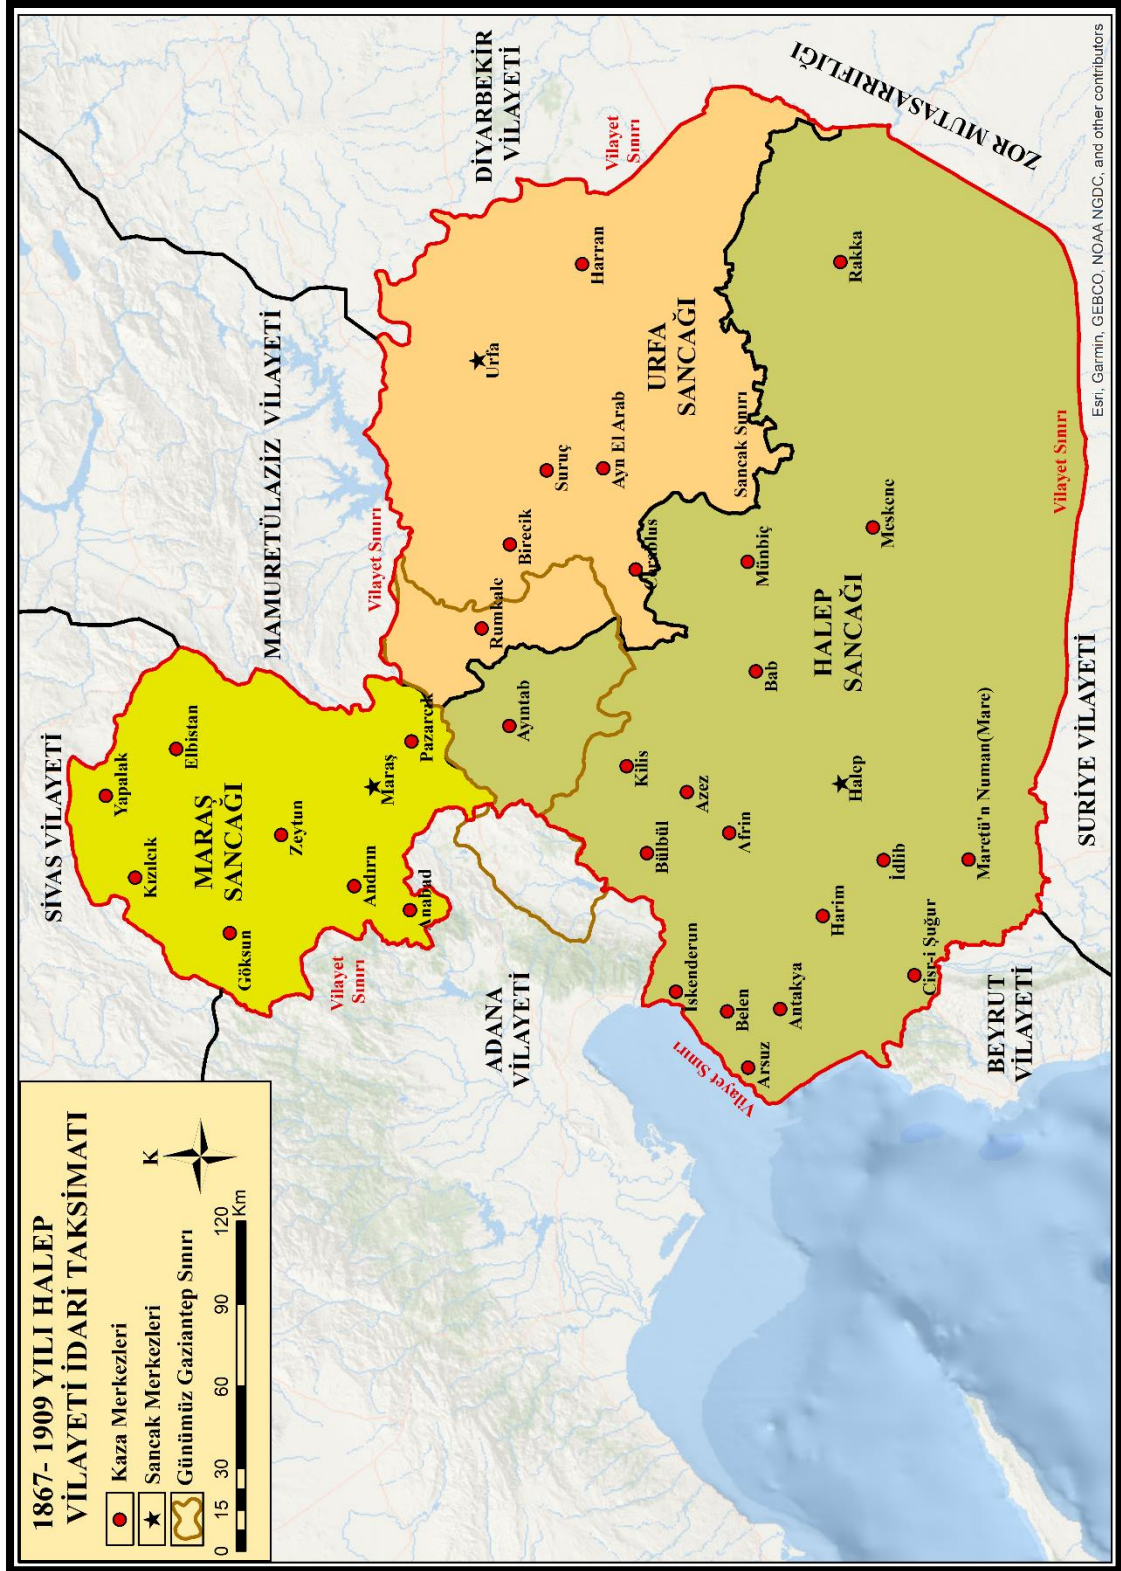 1867- 1909 YILI HALEP
VİLAYETİ İDARİ TAKSİMATI
Kaza Merkezleri
Sancak Merkezleri
Günümüz Gaziantep Sınırı
0 15 30 60 90 120
Km
K
SİVAS VİLAYETİ
MAMURETÜLAZİZ VİLAYETİ
DİYARBEKİR
VİLAYETİ
ZOR MUTASARRIFLIĞI
ADANA
VİLAYETİ
BEYRUT
VİLAYETİ
SURİYE VİLAYETİ
Vilayet
Sınırı
Vilayet Sınırı
Vilayet
Sınırı
Vilayet Sınırı
Vilayet Sınırı
Sancak Sınırı
MARAŞ
SANCAĞI
Yapalak
Kızılcık
Elbistan
Göksun
Zeytun
Andırın
Maraş
Anabad
Pazarcık
URFA
SANCAĞI
Urfa
Harran
Suruç
Ayn El Arab
Birecik
Rumkale
HALEP
SANCAĞI
Ayıntab
Carablus
Kilis
Azez
Bülbül
Afrin
Münbiç
Bab
Rakka
Meskene
Halep
İskenderun
Belen
Arsuz
Antakya
Harim
İdlib
Cisr-i Şuğur
Maretü'n Numan(Mare)
Esri, Garmin, GEBCO, NOAA NGDC, and other contributors